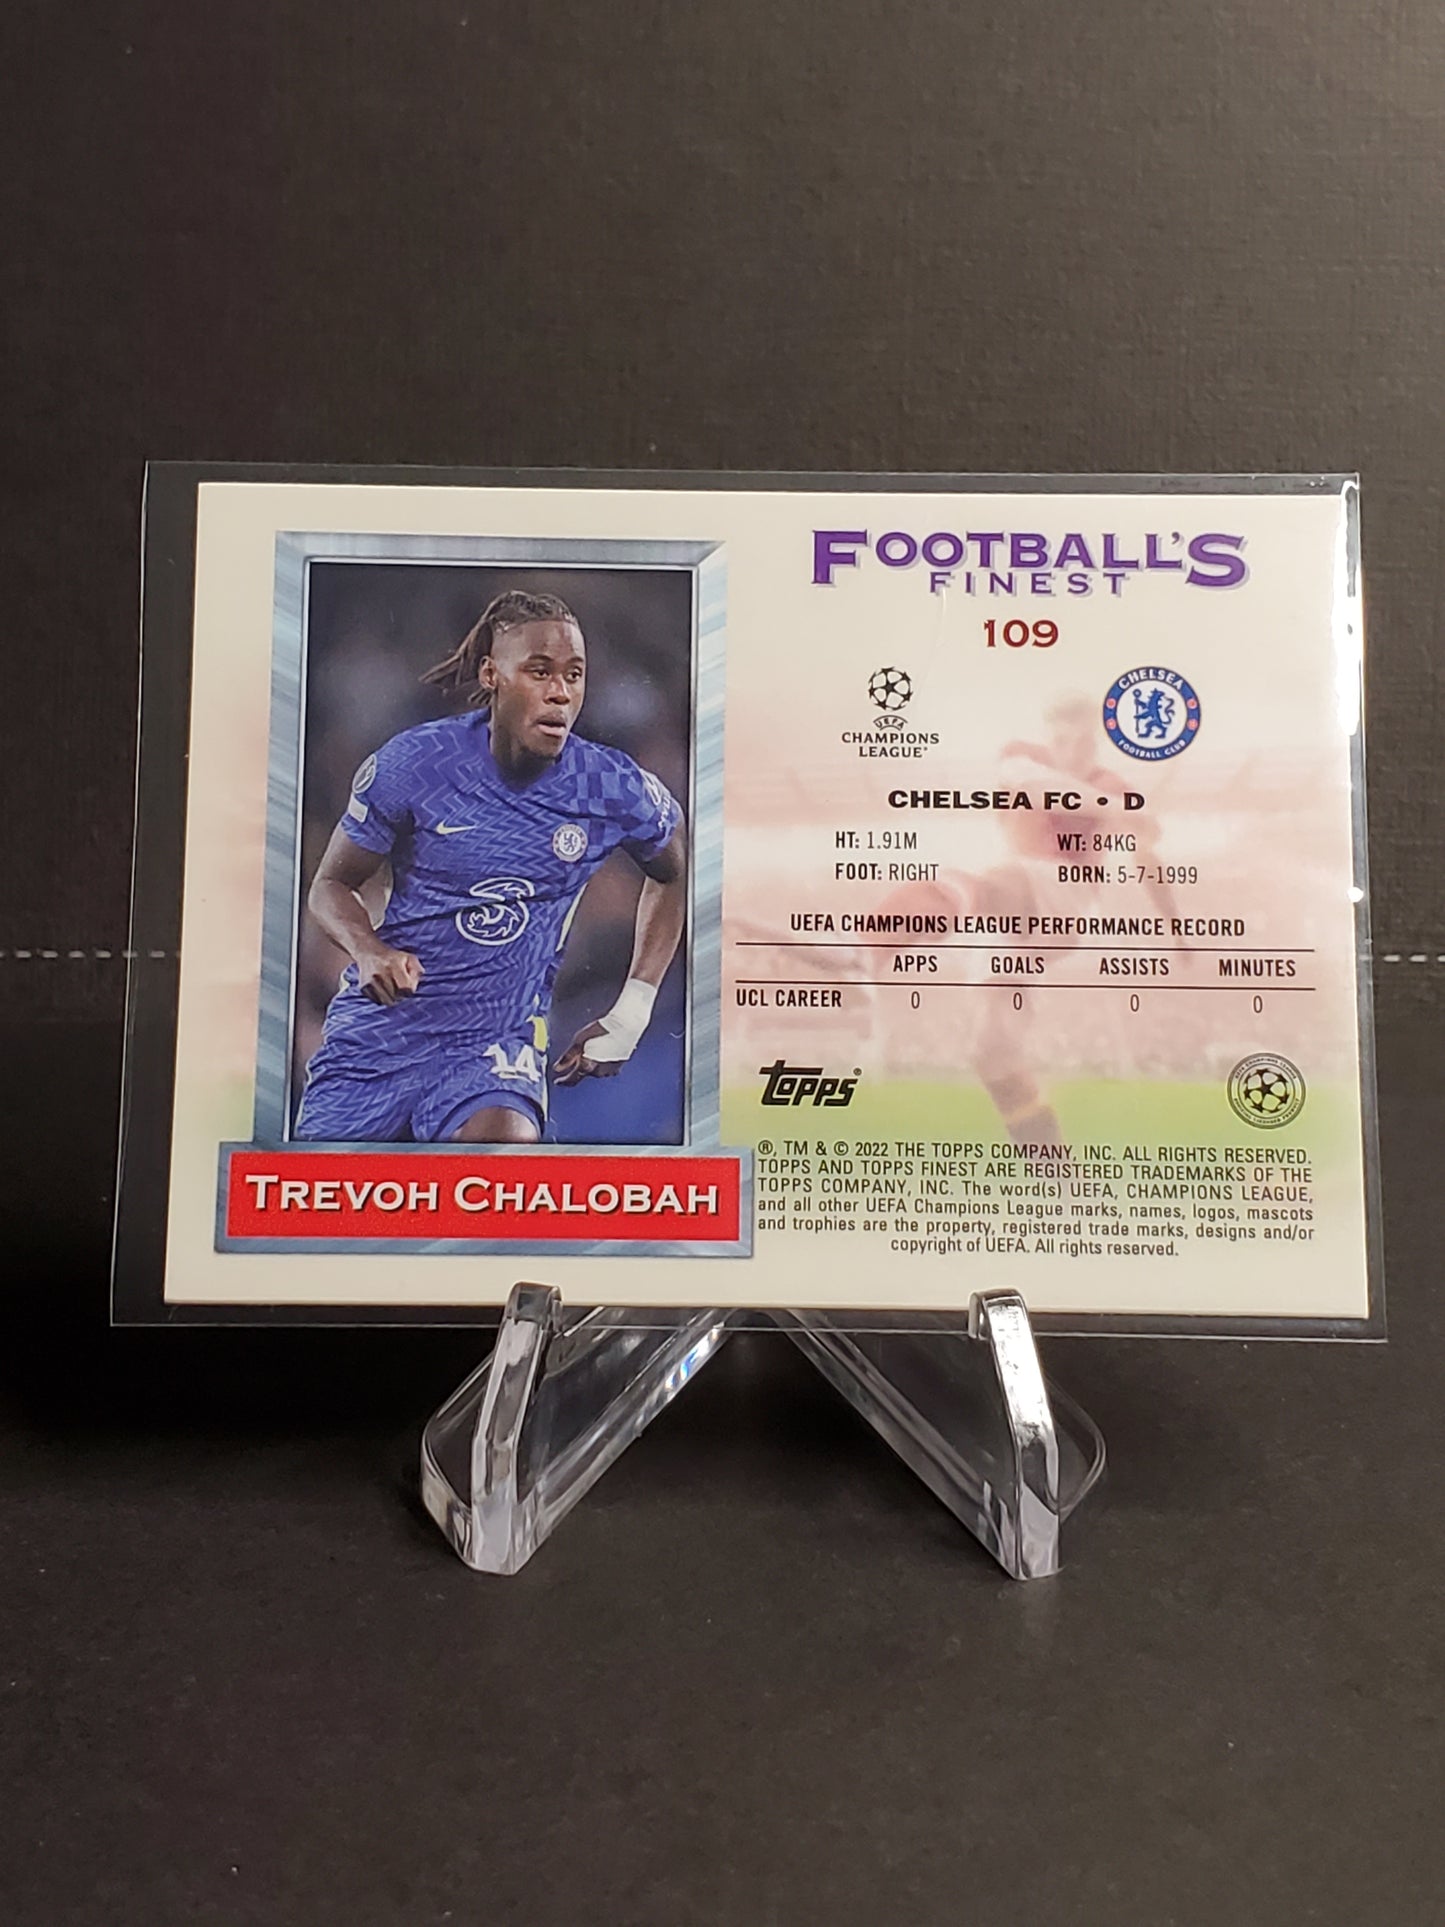 FOOTBALL'S
FINEST
109
UEFA
CHAMPIONS
LEAGUE®
CHELSEA
FOOTBALL CLUB
CHELSEA FC • D
HT: 1.91M WT: 84KG
FOOT: RIGHT BORN: 5-7-1999
UEFA CHAMPIONS LEAGUE PERFORMANCE RECORD
APPS GOALS ASSISTS MINUTES
UCL CAREER 0 0 0 0
3
14
TREVOH CHALOBAH
topps®
®, TM & © 2022 THE TOPPS COMPANY, INC. ALL RIGHTS RESERVED.
TOPPS AND TOPPS FINEST ARE REGISTERED TRADEMARKS OF THE
TOPPS COMPANY, INC. The word(s) UEFA, CHAMPIONS LEAGUE,
and all other UEFA Champions League marks, names, logos, mascots
and trophies are the property, registered trade marks, designs and/or
copyright of UEFA. All rights reserved.